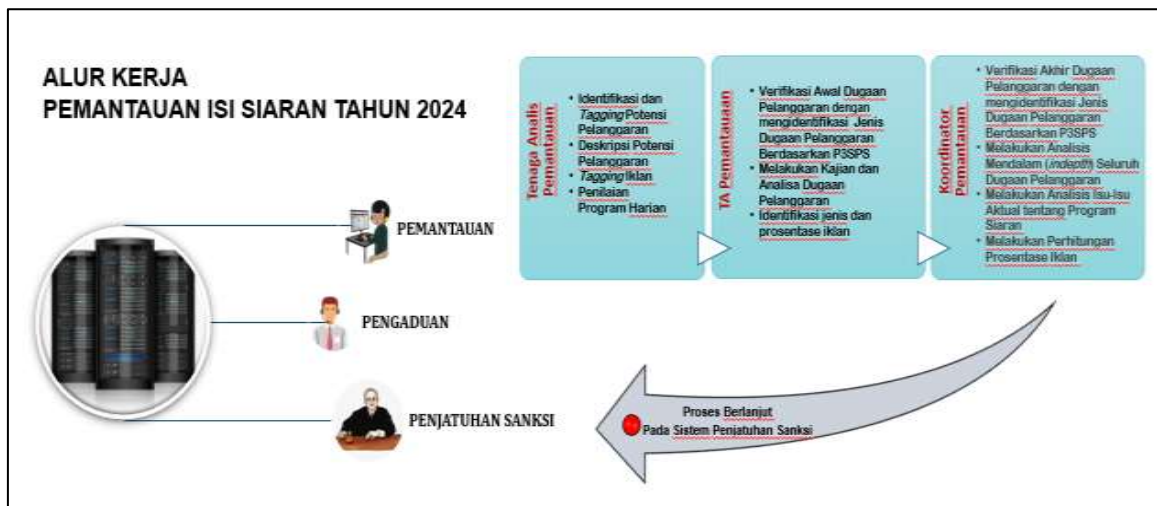 ALUR KERJA
PEMANTAUAN ISI SIARAN TAHUN 2024
PEMANTAUAN
PENGADUAN
PENJATUHAN SANKSI
Tenaga Analis
Pemantauan
• Identifikasi dan
Tagging Potensi
Pelanggaran
• Deskripsi Potensi
Pelanggaran
• Tagging Iklan
• Penilaian
Program Harian
TA Pemantauaan
• Verifikasi Awal Dugaan
Pelanggaran dengan
mengidentifikasi Jenis
Dugaan Pelanggaran
Berdasarkan P3SPS
• Melakukan Kajian dan
Analisa Dugaan
Pelanggaran
• Identifikasi jenis dan
prosentase iklan
Koordinator
Pemantauan
• Verifikasi Akhir Dugaan
Pelanggaran dengan
mengidentifikasi Jenis
Dugaan Pelanggaran
Berdasarkan P3SPS
• Melakukan Analisis
Mendalam (indepth) Seluruh
Dugaan Pelanggaran
• Melakukan Analisis Isu-Isu
Aktual tentang Program
Siaran
• Melakukan Perhitungan
Prosentase Iklan
Proses Berlanjut
Pada Sistem Penjatuhan Sanksi